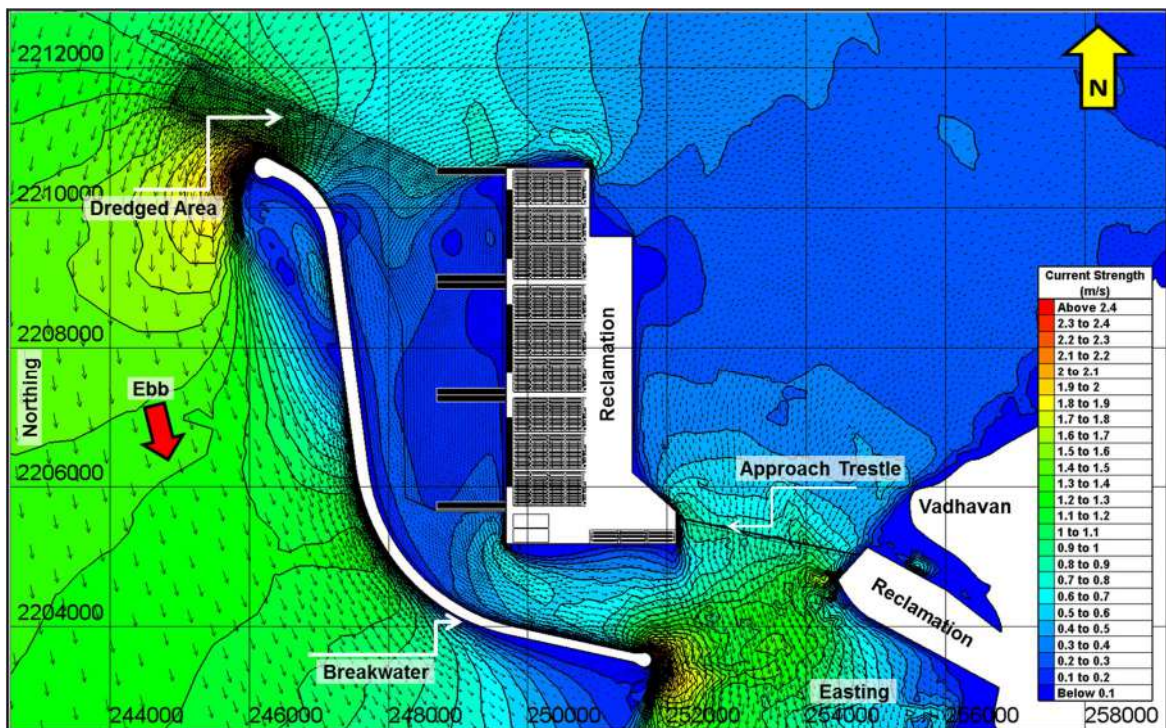 2212000
N
2210000
Dredged Area
2208000
Northing
Ebb
Reclamation
2206000
Approach Trestle
Vadhavan
Reclamation
2204000
Breakwater
Easting
244000
246000
248000
250000
252000
254000
256000
258000
Current Strength
(m/s)
Above 2.4
2.3 to 2.4
2.2 to 2.3
2.1 to 2.2
2 to 2.1
1.9 to 2
1.8 to 1.9
1.7 to 1.8
1.6 to 1.7
1.5 to 1.6
1.4 to 1.5
1.3 to 1.4
1.2 to 1.3
1.1 to 1.2
1 to 1.1
0.9 to 1
0.8 to 0.9
0.7 to 0.8
0.6 to 0.7
0.5 to 0.6
0.4 to 0.5
0.3 to 0.4
0.2 to 0.3
0.1 to 0.2
Below 0.1